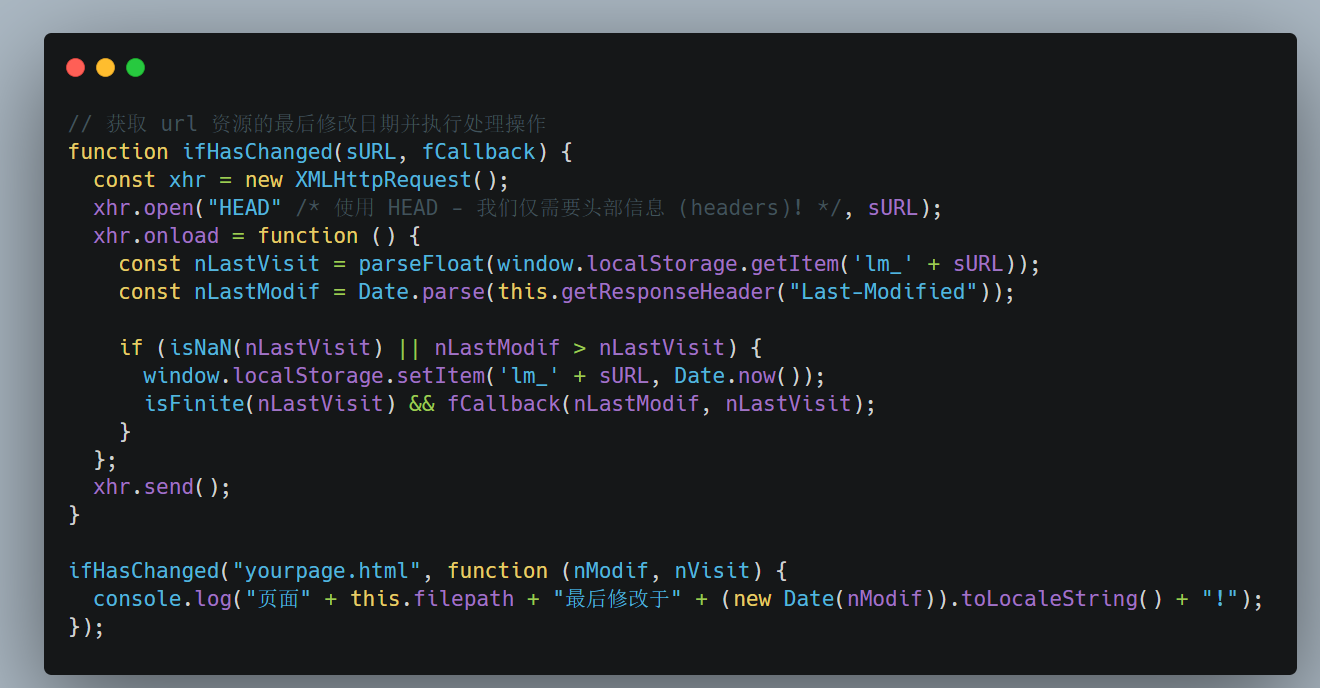 // 获取 url 资源的最后修改日期并执行处理操作
function ifHasChanged(sURL, fCallback) {
  const xhr = new XMLHttpRequest();
  xhr.open("HEAD" /* 使用 HEAD - 我们仅需要头部信息 (headers)! */, sURL);
  xhr.onload = function () {
    const nLastVisit = parseFloat(window.localStorage.getItem('lm_' + sURL));
    const nLastModif = Date.parse(this.getResponseHeader("Last-Modified"));

    if (isNaN(nLastVisit) || nLastModif > nLastVisit) {
      window.localStorage.setItem('lm_' + sURL, Date.now());
      isFinite(nLastVisit) && fCallback(nLastModif, nLastVisit);
    }
  };
  xhr.send();
}

ifHasChanged("yourpage.html", function (nModif, nVisit) {
  console.log("页面" + this.filepath + "最后修改于" + (new Date(nModif)).toLocaleString() + "!");
});